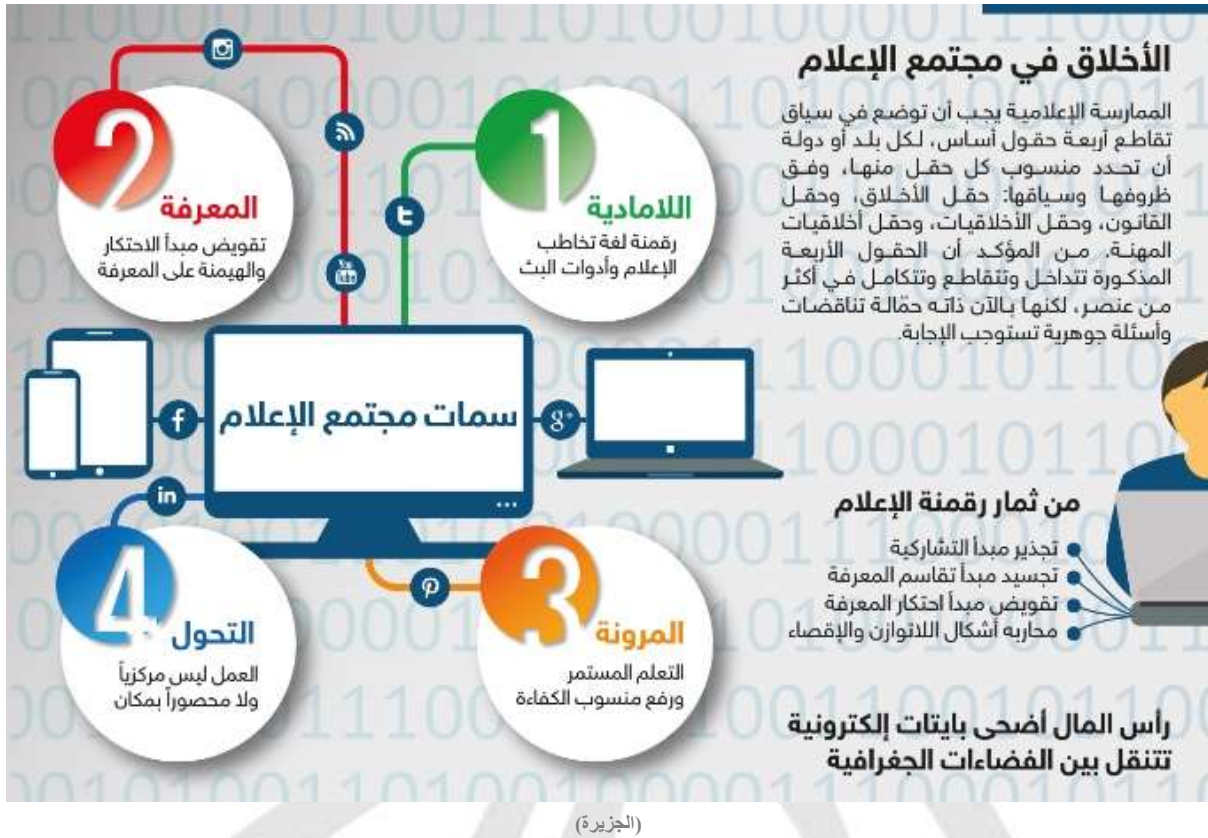 الأخلاق في مجتمع الإعلام
الممارسة الإعلامية يجب أن توضع في سياق
تقاطع أربعة حقول أساس، لكل بلد أو دولة
أن تحدد منسوب كل حقل منها، وفق
ظروفها وسياقها: حقل الأخلاق، وحقل
القانون، وحقل الأخلاقيات، وحقل أخلاقيات
المهنة. من المؤكد أن الحقول الأربعة
المذكورة تتداخل وتتقاطع وتتكامل في أكثر
من عنصر، لكنها بالآن ذاته حمّالة تناقضات
وأسئلة جوهرية تستوجب الإجابة.
1
اللامادية
رقمنة لغة تخاطب
الإعلام وأدوات البث
2
المعرفة
تقويض مبدأ الاحتكار
والهيمنة على المعرفة
You
Tube
t
سمات مجتمع الإعلام
g+
f
in
3
المرونة
التعلم المستمر
ورفع منسوب الكفاءة
4
التحول
العمل ليس مركزياً
ولا محصوراً بمكان
من ثمار رقمنة الإعلام
تجذير مبدأ التشاركية
تجسيد مبدأ تقاسم المعرفة
تقويض مبدأ احتكار المعرفة
محاربه أشكال اللاتوازن والإقصاء
رأس المال أضحى بايتات إلكترونية
تتنقل بين الفضاءات الجغرافية
(الجزيرة)